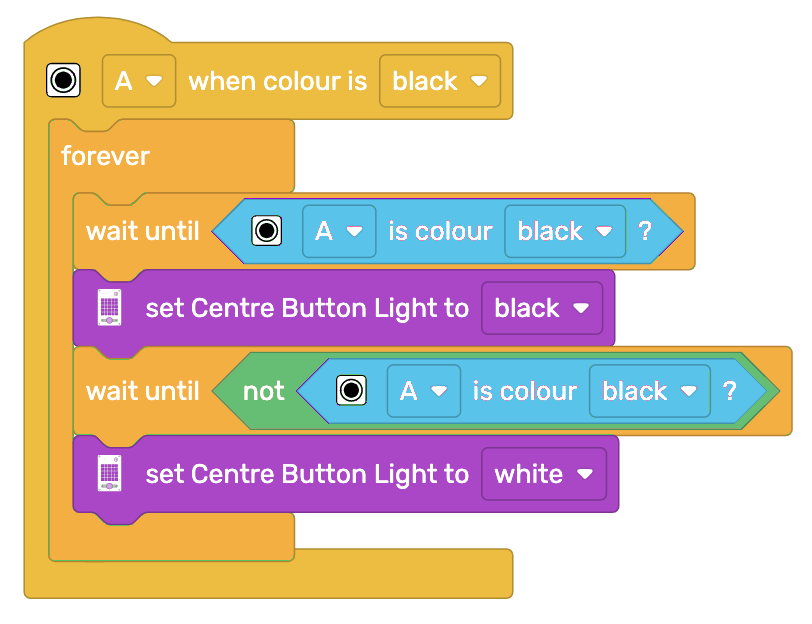 A when colour is black
forever
wait until A is colour black ?
set Centre Button Light to black
wait until not A is colour black ?
set Centre Button Light to white